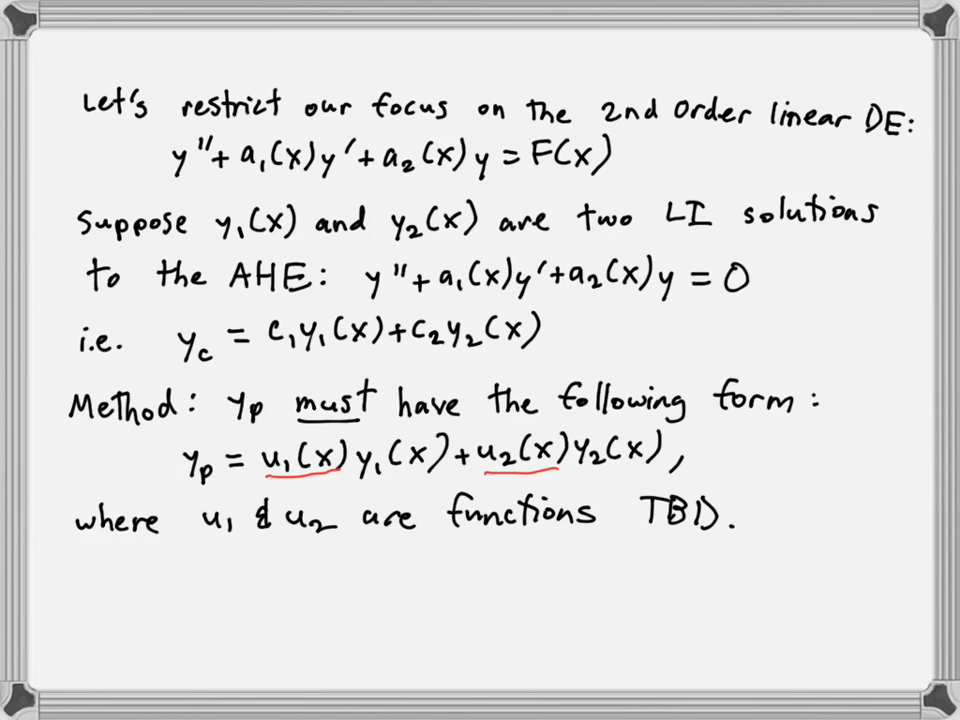 Let's restrict our focus on the 2nd order linear DE:
y'' + a₁(x)y' + a₂(x)y = F(x)
Suppose y₁(x) and y₂(x) are two LI solutions
to the AHE: y'' + a₁(x)y' + a₂(x)y = 0
i.e. y_c = c₁y₁(x) + c₂y₂(x)
Method: y_p must have the following form:
y_p = u₁(x)y₁(x) + u₂(x)y₂(x),
where u₁ & u₂ are functions TBD.